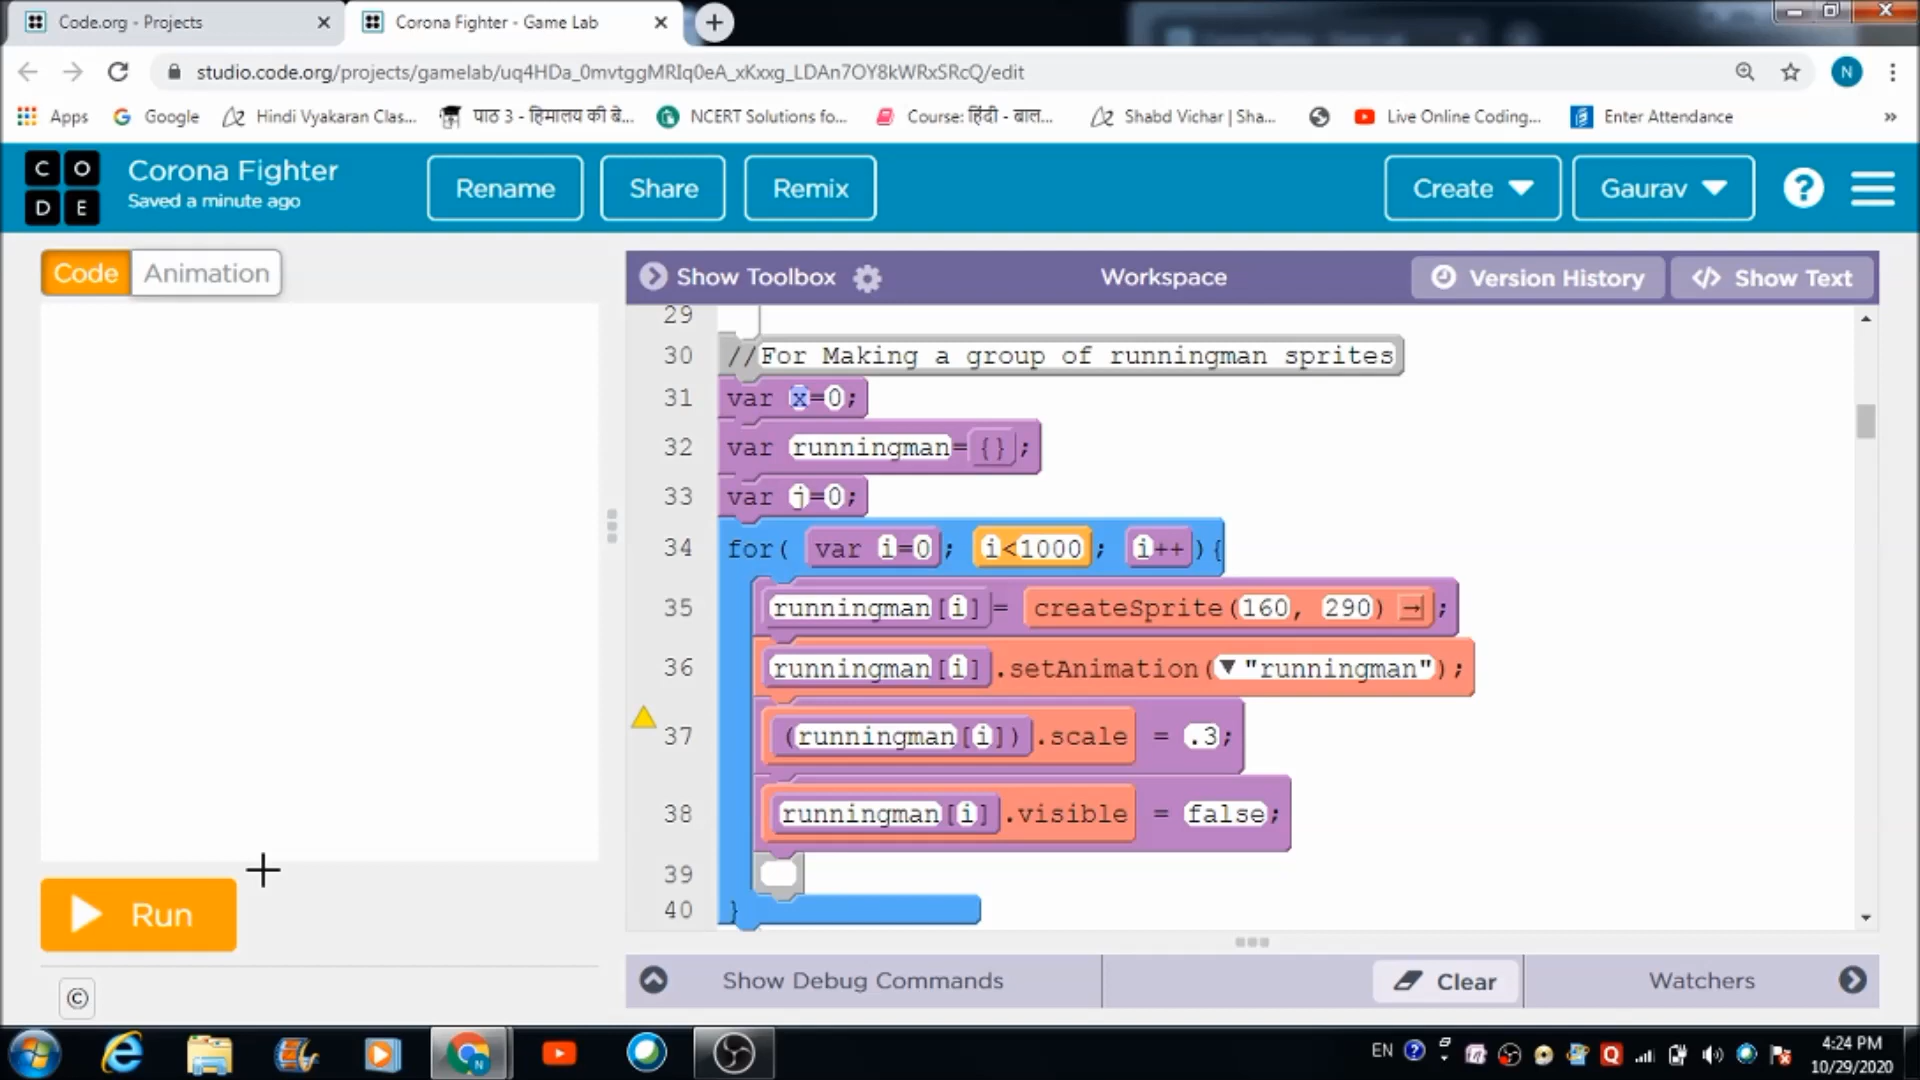 Code.org - Projects
Corona Fighter - Game Lab
studio.code.org/projects/gamelab/uq4HDa_0mvtggMRIq0eA_xKxxg_LDAn7OY8kWRxSRcQ/edit
N
Apps
Google
Hindi Vyakaran Clas...
पाठ 3 - हिमालय की बे...
NCERT Solutions fo...
Course: हिंदी - बाल...
Shabd Vichar | Sha...
Live Online Coding...
Enter Attendance
»
C O D E
Corona Fighter
Saved a minute ago
Rename
Share
Remix
Create
Gaurav
?
Code
Animation
Show Toolbox
Workspace
Version History
</> Show Text
29
30 //For Making a group of runningman sprites
31 var x=0;
32 var runningman={};
33 var j=0;
34 for( var i=0; i<1000; i++){
35 runningman[i]= createSprite(160, 290) → ;
36 runningman[i].setAnimation(▼"runningman");
37 (runningman[i]).scale = .3;
38 runningman[i].visible = false;
39
40 }
Run
©
Show Debug Commands
Clear
Watchers
EN
4:24 PM
10/29/2020